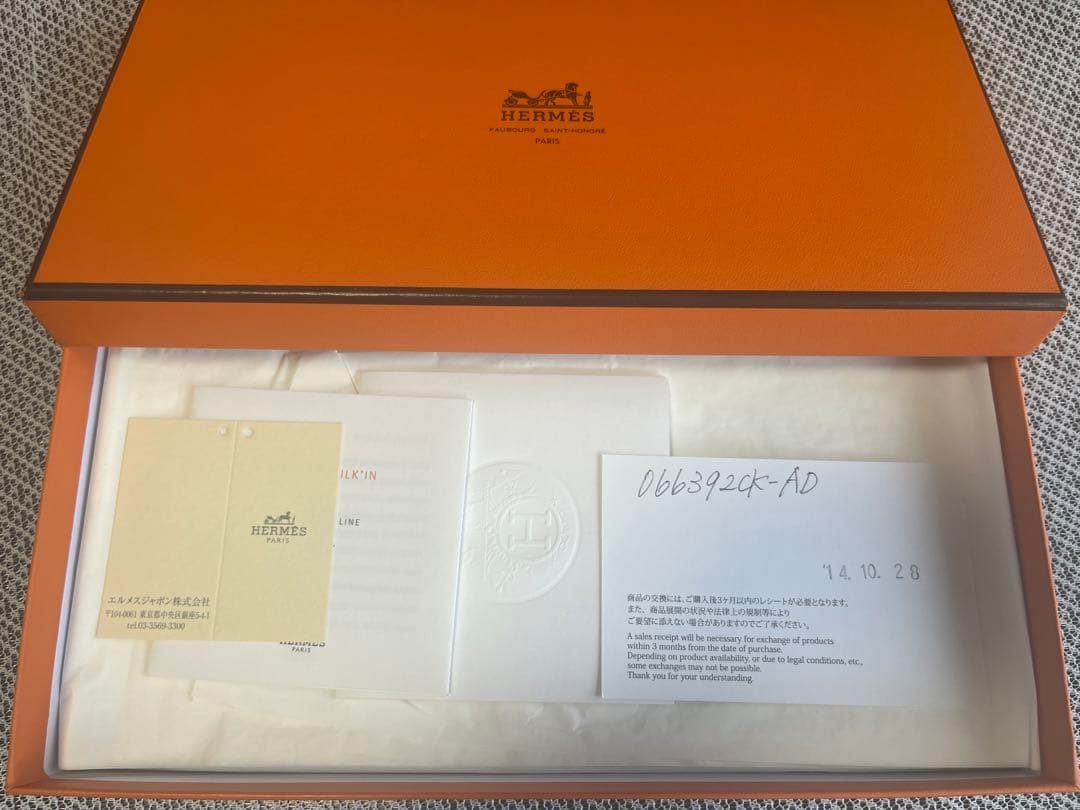 HERMÈS
FAUBOURG SAINT-HONORÉ
PARIS
ILK'IN
LINE
HERMÈS
PARIS
HERMÈS
PARIS
エルメスジャポン株式会社
〒104-0061 東京都中央区銀座5-4-1
tel.03-3569-3300
H
066392CK-AD
'14.10.28
商品の交換には、ご購入後3ヶ月以内のレシートが必要となります。
また、商品展開の状況や法律上の規制等により
ご要望に添えない場合がありますのでご了承ください。
A sales receipt will be necessary for exchange of products
within 3 months from the date of purchase.
Depending on product availability, or due to legal conditions, etc.,
some exchanges may not be possible.
Thank you for your understanding.